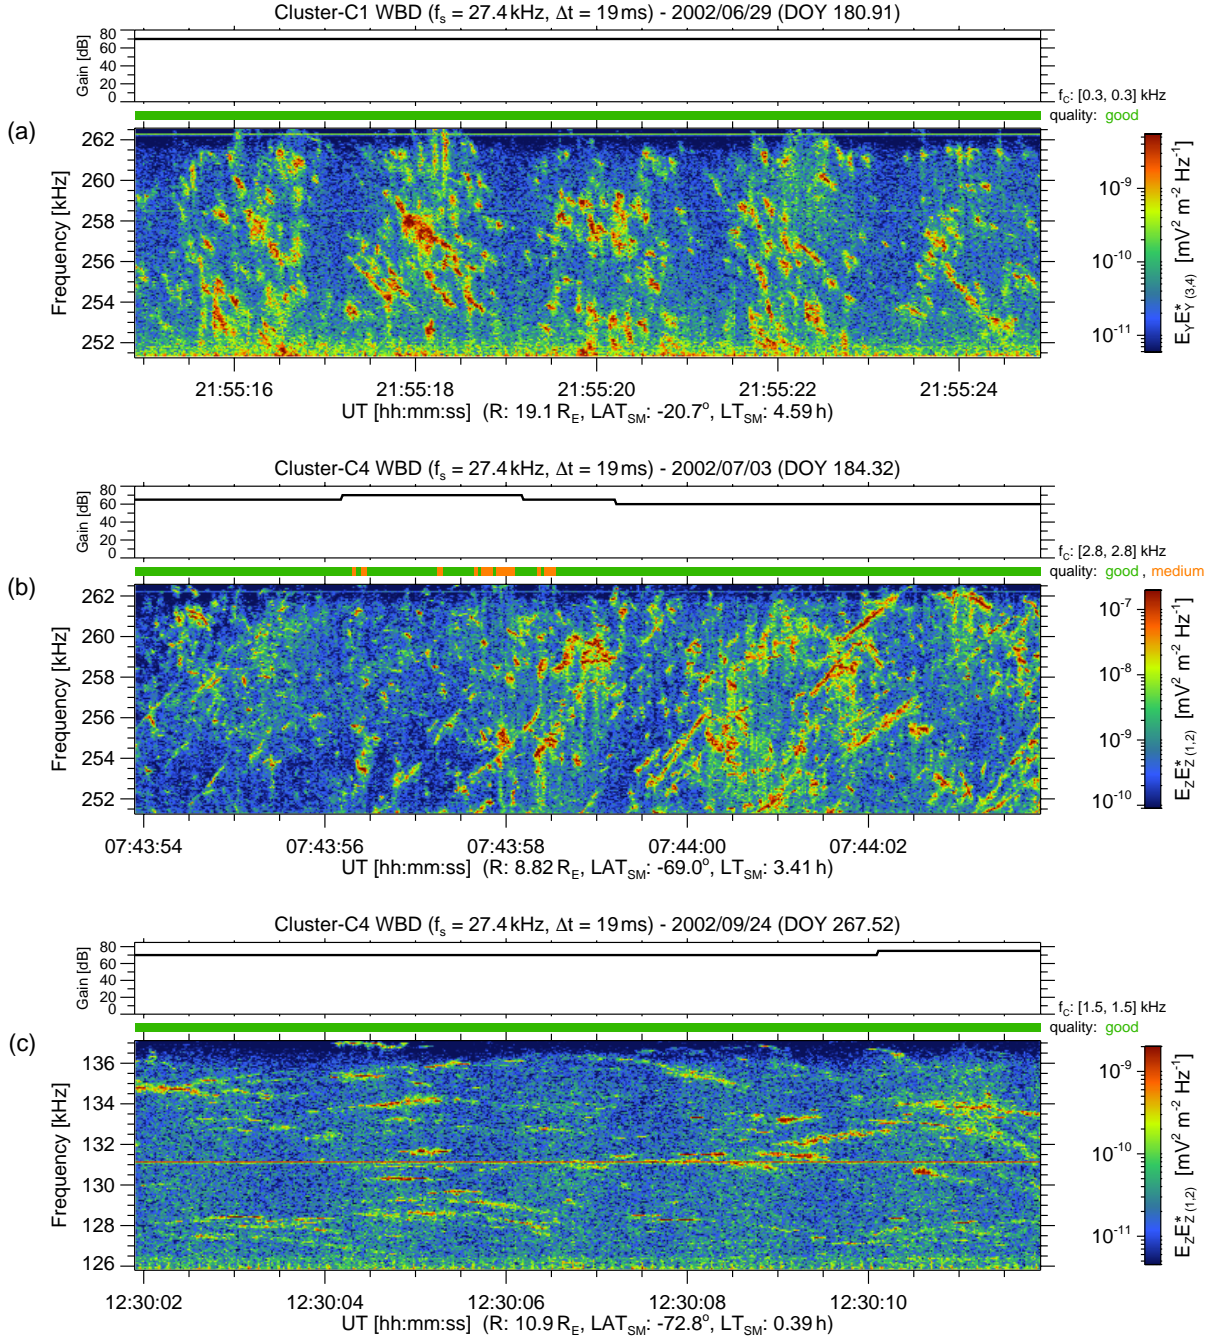 Cluster-C1 WBD (fs = 27.4 kHz, Δt = 19 ms) - 2002/06/29 (DOY 180.91)
80
60
40
20
0
Gain [dB]
fC: [0.3, 0.3] kHz
quality: good
(a)
262
260
258
256
254
252
Frequency [kHz]
10-9
10-10
10-11
EYE*Y (3,4) [mV2 m-2 Hz-1]
21:55:16 21:55:18 21:55:20 21:55:22 21:55:24
UT [hh:mm:ss] (R: 19.1 RE, LATSM: -20.7o, LTSM: 4.59 h)
Cluster-C4 WBD (fs = 27.4 kHz, Δt = 19 ms) - 2002/07/03 (DOY 184.32)
80
60
40
20
0
Gain [dB]
fC: [2.8, 2.8] kHz
quality: good , medium
(b)
262
260
258
256
254
252
Frequency [kHz]
10-7
10-8
10-9
10-10
EZE*Z (1,2) [mV2 m-2 Hz-1]
07:43:54 07:43:56 07:43:58 07:44:00 07:44:02
UT [hh:mm:ss] (R: 8.82 RE, LATSM: -69.0o, LTSM: 3.41 h)
Cluster-C4 WBD (fs = 27.4 kHz, Δt = 19 ms) - 2002/09/24 (DOY 267.52)
80
60
40
20
0
Gain [dB]
fC: [1.5, 1.5] kHz
quality: good
(c)
136
134
132
130
128
126
Frequency [kHz]
10-9
10-10
10-11
EZE*Z (1,2) [mV2 m-2 Hz-1]
12:30:02 12:30:04 12:30:06 12:30:08 12:30:10
UT [hh:mm:ss] (R: 10.9 RE, LATSM: -72.8o, LTSM: 0.39 h)